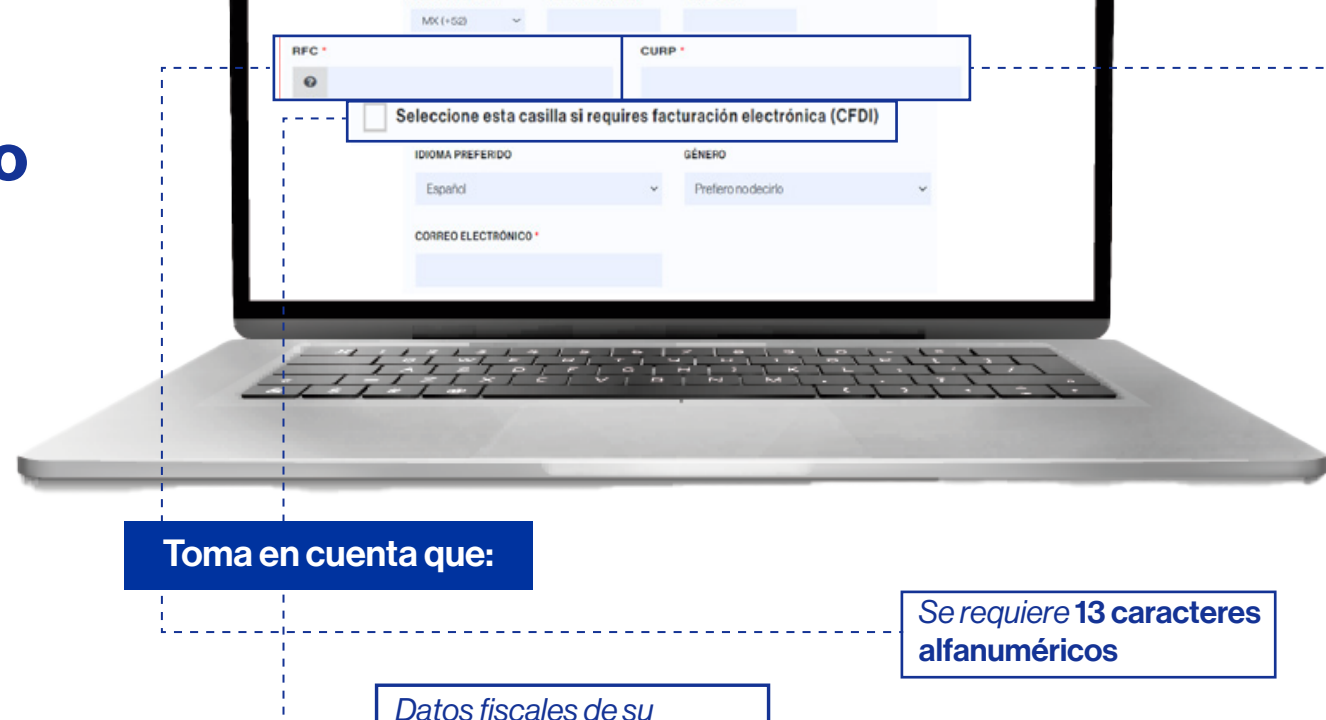 MX (+52)
RFC *
CURP *
Seleccione esta casilla si requires facturación electrónica (CFDI)
o
IDIOMA PREFERIDO
GÉNERO
Español
Prefiero no decirlo
CORREO ELECTRÓNICO *
Toma en cuenta que:
Se requiere 13 caracteres
alfanuméricos
Datos fiscales de su